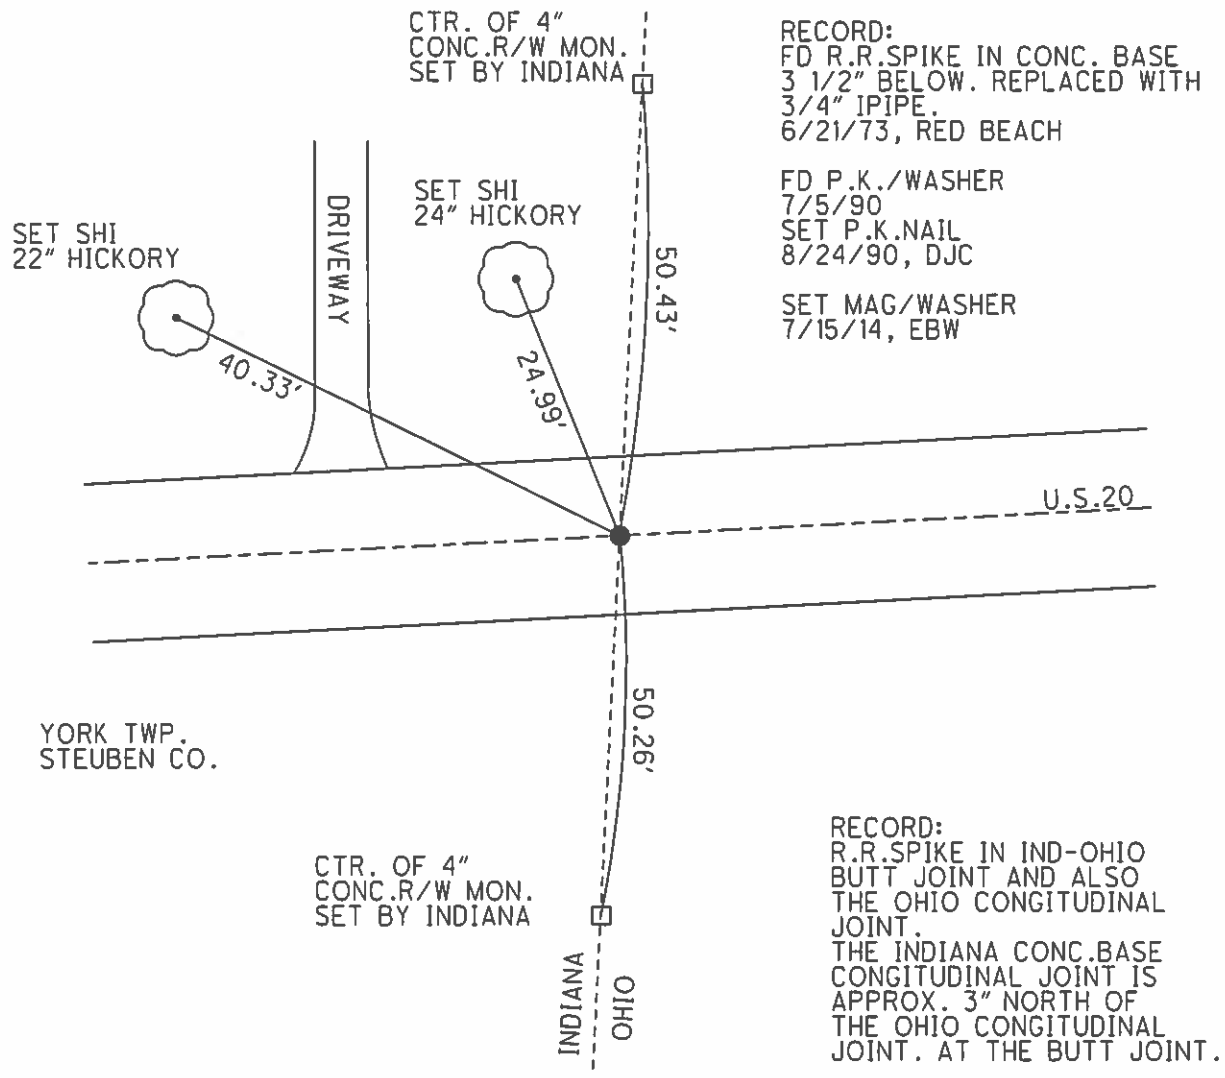 CTR. OF 4"
CONC.R/W MON.
SET BY INDIANA
RECORD:
FD R.R.SPIKE IN CONC. BASE
3 1/2" BELOW. REPLACED WITH
3/4" IPIPE.
6/21/73, RED BEACH
FD P.K./WASHER
7/5/90
SET P.K.NAIL
8/24/90, DJC
SET MAG/WASHER
7/15/14, EBW
SET SHI
22" HICKORY
DRIVEWAY
SET SHI
24" HICKORY
50.43'
40.33'
24.99'
U.S.20
50.26'
YORK TWP.
STEUBEN CO.
CTR. OF 4"
CONC.R/W MON.
SET BY INDIANA
INDIANA
OHIO
RECORD:
R.R.SPIKE IN IND-OHIO
BUTT JOINT AND ALSO
THE OHIO CONGITUDINAL
JOINT.
THE INDIANA CONC.BASE
CONGITUDINAL JOINT IS
APPROX. 3" NORTH OF
THE OHIO CONGITUDINAL
JOINT. AT THE BUTT JOINT.